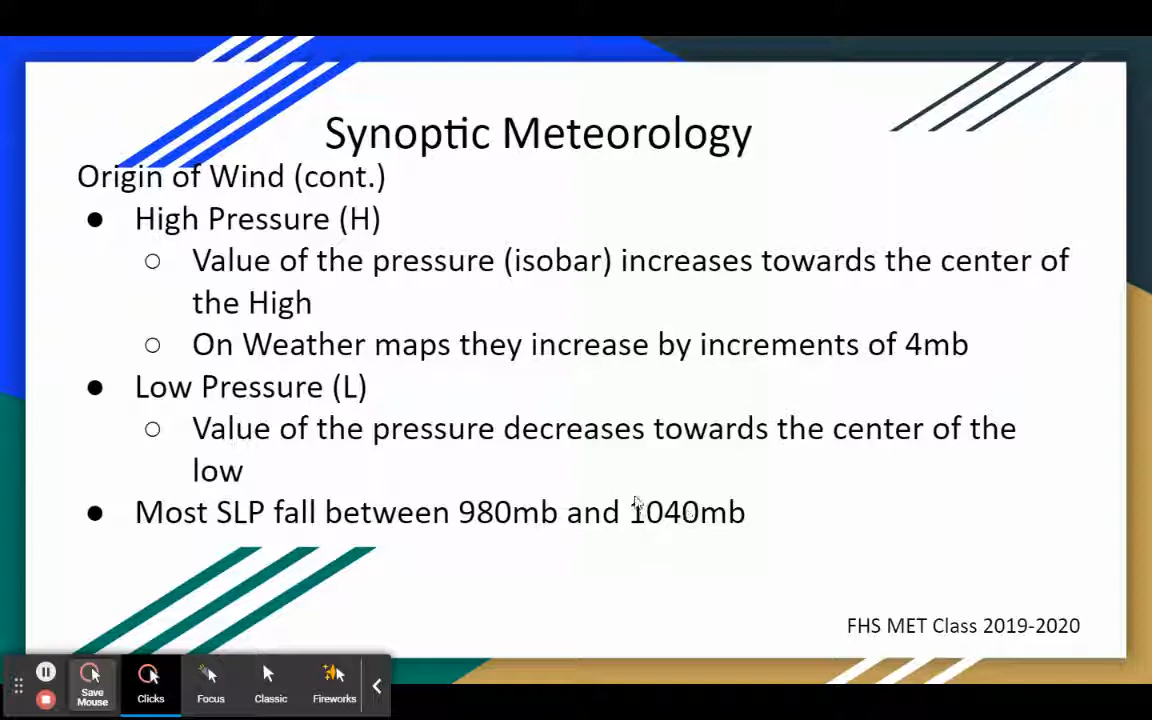 Synoptic Meteorology
Origin of Wind (cont.)
● High Pressure (H)
○ Value of the pressure (isobar) increases towards the center of
the High
○ On Weather maps they increase by increments of 4mb
● Low Pressure (L)
○ Value of the pressure decreases towards the center of the
low
● Most SLP fall between 980mb and 1040mb
FHS MET Class 2019-2020
Save
Mouse
Clicks
Focus
Classic
Fireworks